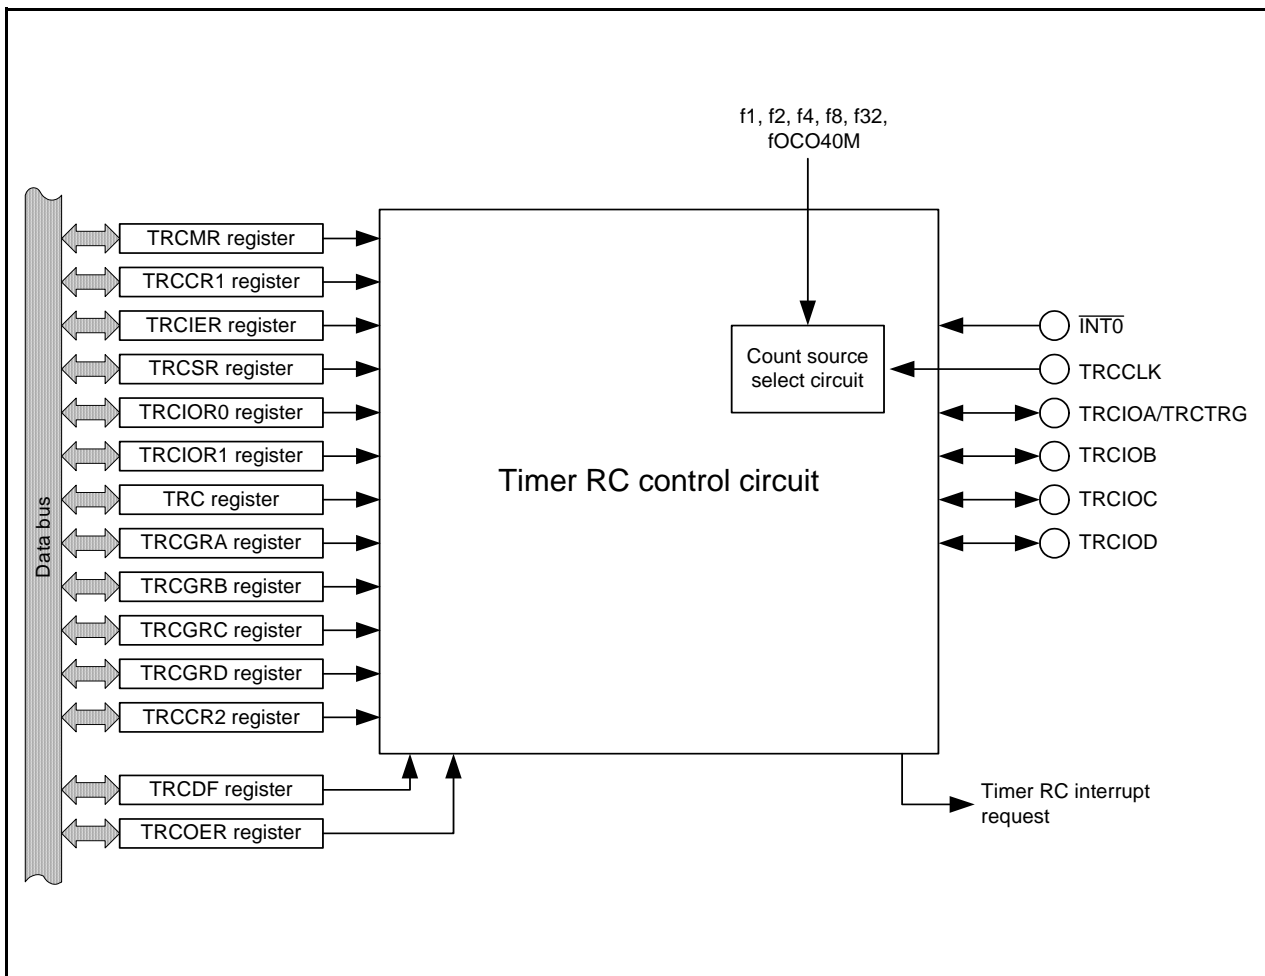 f1, f2, f4, f8, f32,
fOCO40M
Data bus
TRCMR register
TRCCR1 register
TRCIER register
TRCSR register
TRCIOR0 register
TRCIOR1 register
TRC register
TRCGRA register
TRCGRB register
TRCGRC register
TRCGRD register
TRCCR2 register
TRCDF register
TRCOER register
Timer RC control circuit
Count source
select circuit
INT0
TRCCLK
TRCIOA/TRCTRG
TRCIOB
TRCIOC
TRCIOD
Timer RC interrupt
request